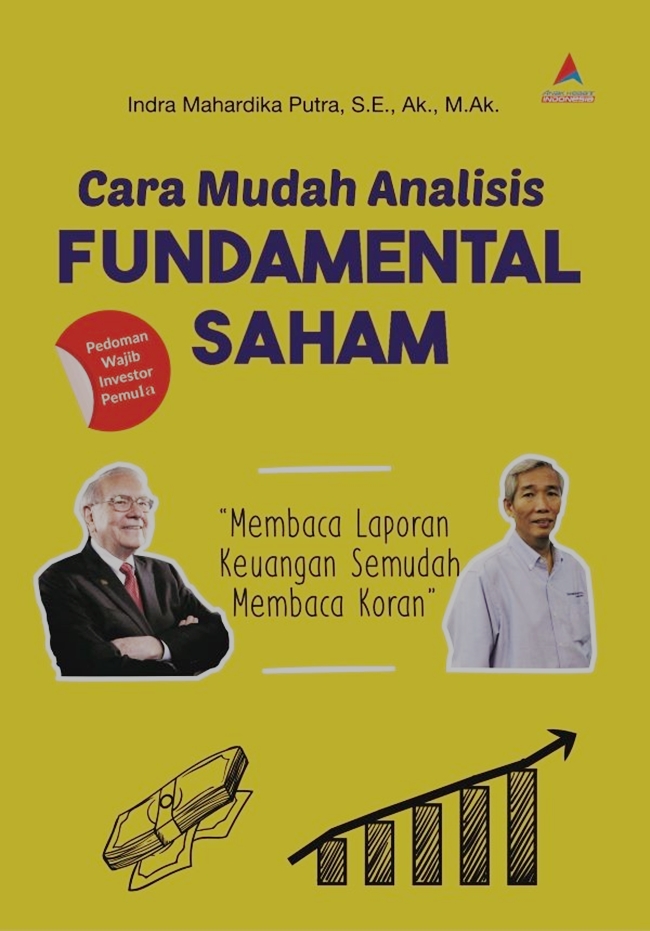 Indra Mahardika Putra, S.E., Ak., M.Ak.
INDONESIA
Cara Mudah Analisis
FUNDAMENTAL
SAHAM
Pedoman
Wajib
Investor
Pemula
“Membaca Laporan
Keuangan Semudah
Membaca Koran”